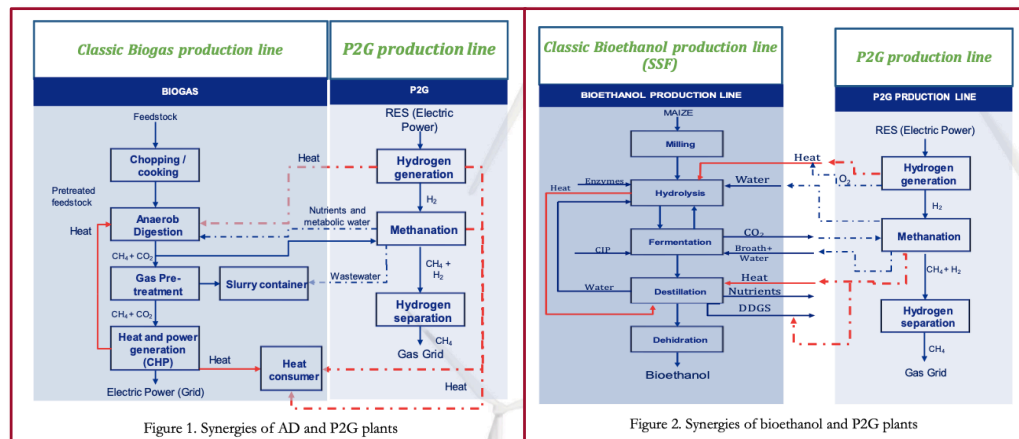 Classic Biogas production line
P2G production line
BIOGAS
P2G
Feedstock
RES (Electric
Power)
Chopping /
cooking
Heat
Hydrogen
generation
Pretreated
feedstock
H2
Nutrients and
metabolic water
Heat
Anaerob
Digestion
Methanation
CH4 + CO2
CH4 +
H2
Gas Pre-
treatment
Slurry container
Wastewater
CH4 + CO2
Hydrogen
separation
Heat and power
generation
(CHP)
Heat
Heat
consumer
CH4
Gas Grid
Heat
Electric Power (Grid)
Figure 1. Synergies of AD and P2G plants
Classic Bioethanol production line
(SSF)
P2G production line
BIOETHANOL PRODUCTION LINE
P2G PRDUCTION LINE
MAIZE
RES (Electric Power)
Milling
Heat
Hydrogen
generation
O2
Heat
Enzymes
Hydrolysis
Water
H2
CO2
Methanation
Fermentation
CIP
Broath+
Water
CH4 + H2
Heat
Water
Destillation
Nutrients
DDGS
Hydrogen
separation
Dehidration
CH4
Bioethanol
Gas Grid
Figure 2. Synergies of bioethanol and P2G plants